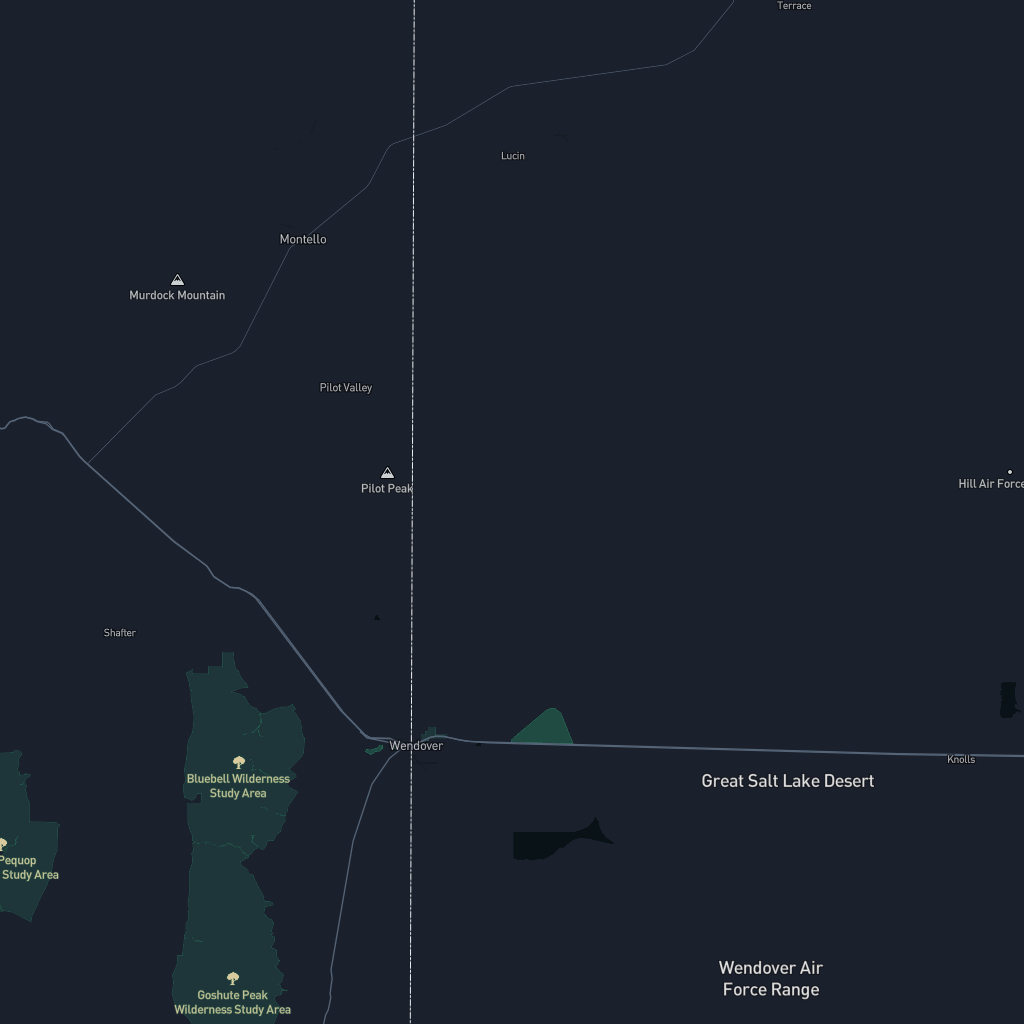 Terrace
Lucin
Montello
Murdock Mountain
Pilot Valley
Pilot Peak
Hill Air Force
Shafter
Wendover
Knolls
Bluebell Wilderness
Study Area
Great Salt Lake Desert
Pequop
Study Area
Wendover Air
Force Range
Goshute Peak
Wilderness Study Area